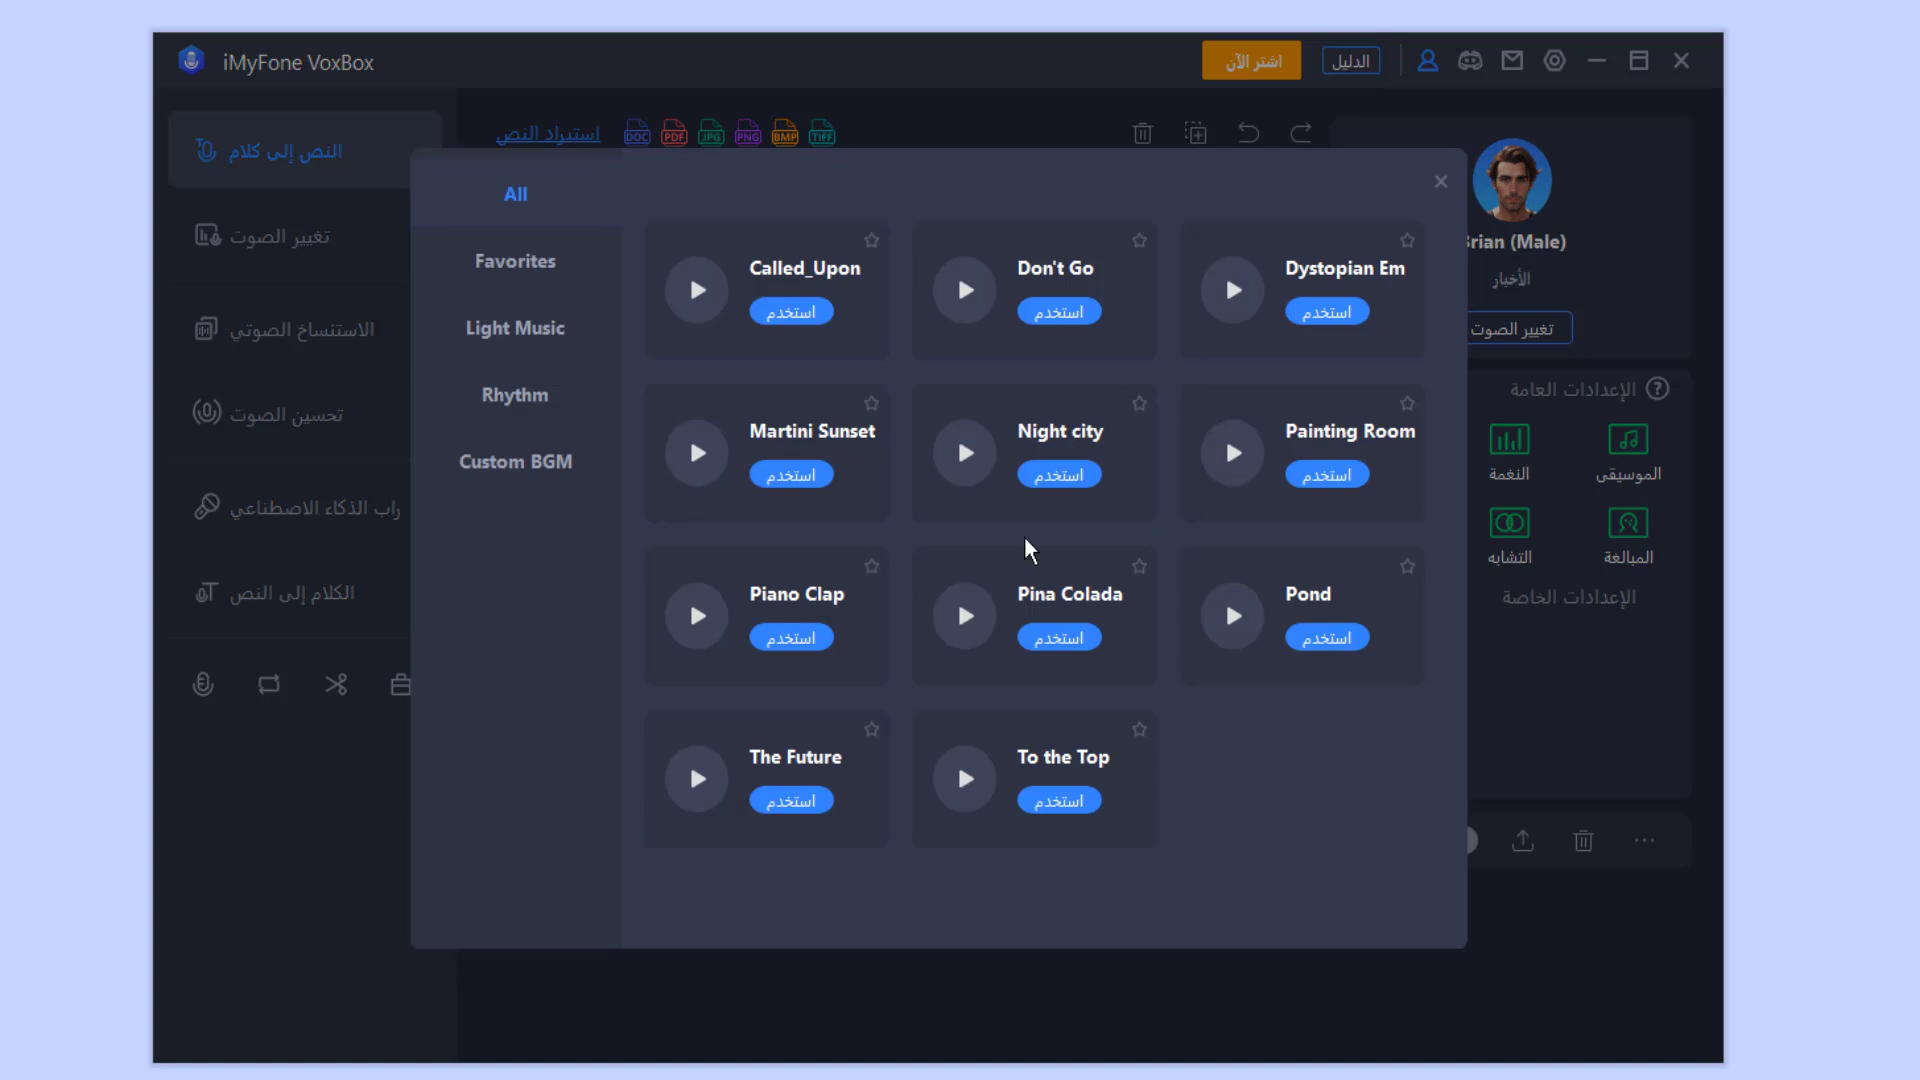 iMyFone VoxBox
اشتر الآن
الدليل
النص إلى كلام
تغيير الصوت
الاستنساخ الصوتي
تحسين الصوت
راب الذكاء الاصطناعي
الكلام إلى النص
استيراد النص
DOC PDF JPG PNG BMP TIFF
All
Favorites
Light Music
Rhythm
Custom BGM
Called_Upon
استخدم
Don't Go
استخدم
Dystopian Em
استخدم
Martini Sunset
استخدم
Night city
استخدم
Painting Room
استخدم
Piano Clap
استخدم
Pina Colada
استخدم
Pond
استخدم
The Future
استخدم
To the Top
استخدم
Brian (Male)
الأخبار
تغيير الصوت
الإعدادات العامة
النغمة
الموسيقى
التشابه
المبالغة
الإعدادات الخاصة